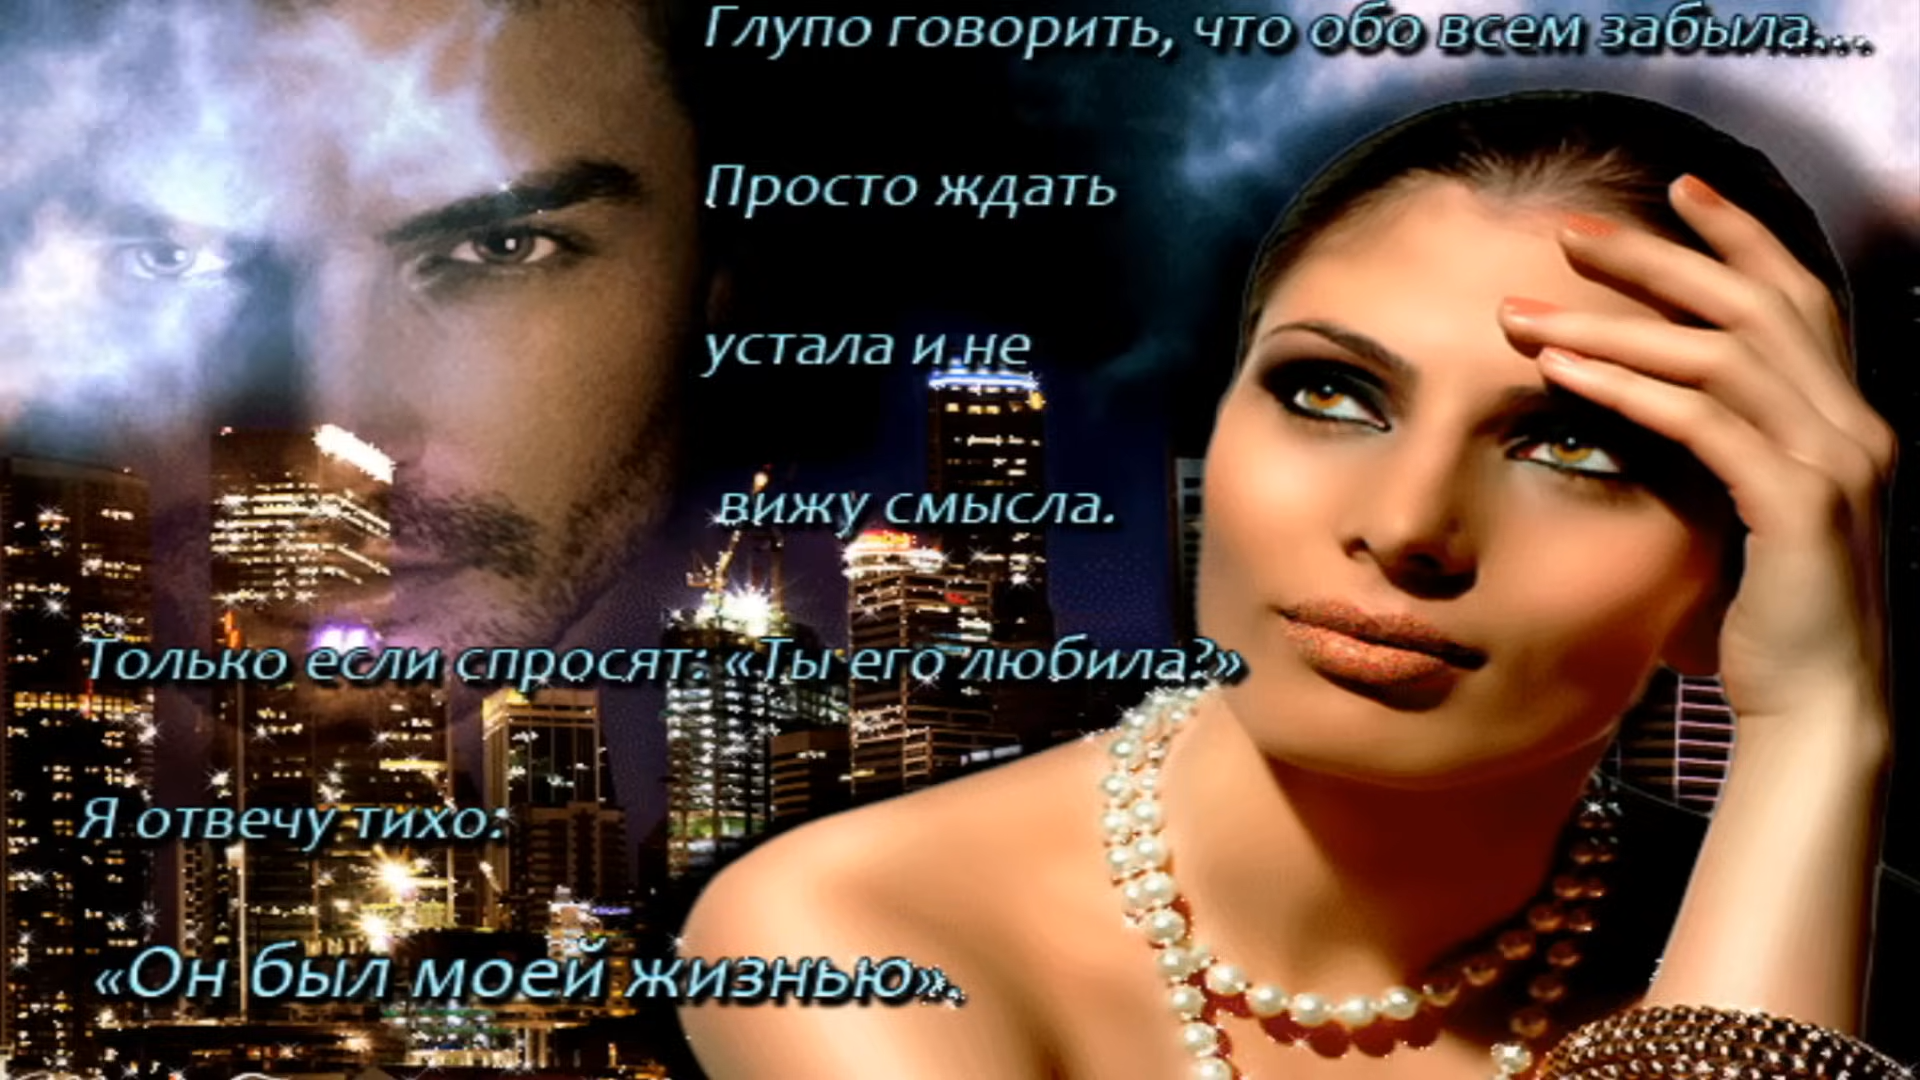 Глупо говорить, что обо всем забыла...
Просто ждать
устала и не
вижу смысла.
Только если спросят: «Ты его любила?»
Я отвечу тихо:
«Он был моей жизнью».